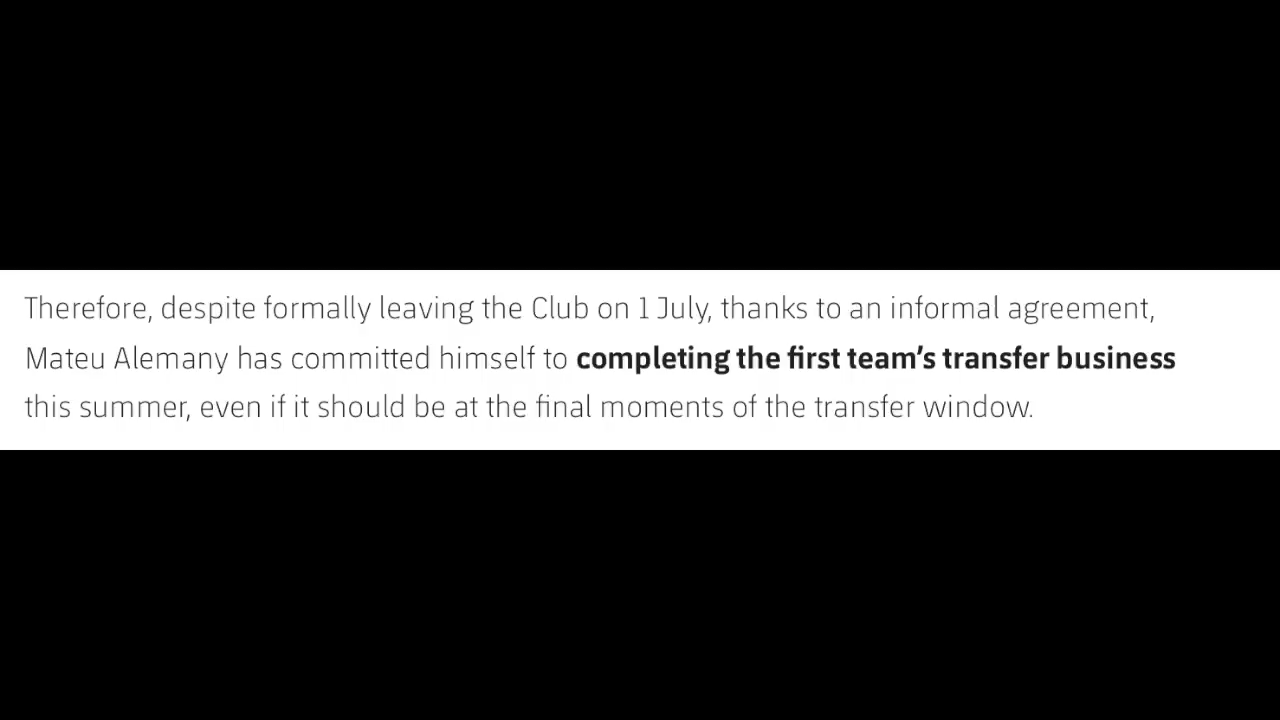 Therefore, despite formally leaving the Club on 1 July, thanks to an informal agreement,
Mateu Alemany has committed himself to completing the first team's transfer business
this summer, even if it should be at the final moments of the transfer window.